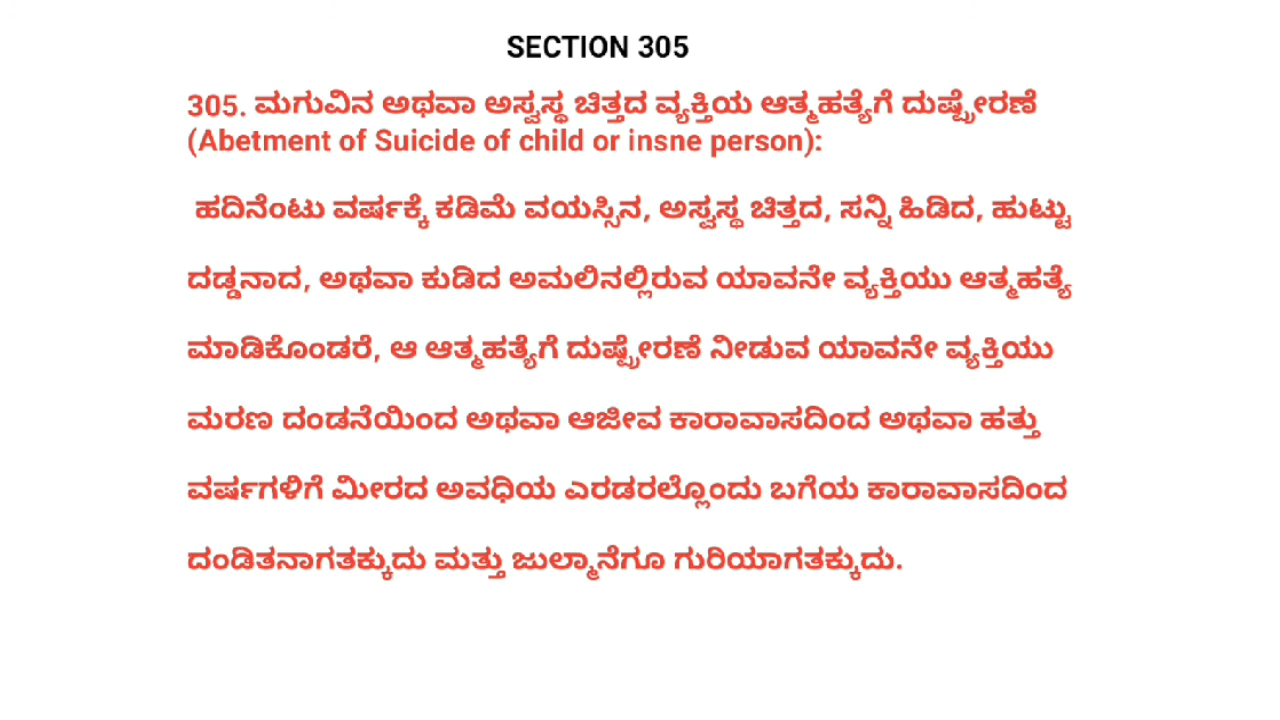 SECTION 305
305. ಮಗುವಿನ ಅಥವಾ ಅಸ್ವಸ್ಥ ಚಿತ್ತದ ವ್ಯಕ್ತಿಯ ಆತ್ಮಹತ್ಯೆಗೆ ದುಷ್ಪ್ರೇರಣೆ
(Abetment of Suicide of child or insne person):
ಹದಿನೆಂಟು ವರ್ಷಕ್ಕೆ ಕಡಿಮೆ ವಯಸ್ಸಿನ, ಅಸ್ವಸ್ಥ ಚಿತ್ತದ, ಸನ್ನಿ ಹಿಡಿದ, ಹುಟ್ಟು
ದಡ್ಡನಾದ, ಅಥವಾ ಕುಡಿದ ಅಮಲಿನಲ್ಲಿರುವ ಯಾವನೇ ವ್ಯಕ್ತಿಯು ಆತ್ಮಹತ್ಯೆ
ಮಾಡಿಕೊಂಡರೆ, ಆ ಆತ್ಮಹತ್ಯೆಗೆ ದುಷ್ಪ್ರೇರಣೆ ನೀಡುವ ಯಾವನೇ ವ್ಯಕ್ತಿಯು
ಮರಣ ದಂಡನೆಯಿಂದ ಅಥವಾ ಆಜೀವ ಕಾರಾವಾಸದಿಂದ ಅಥವಾ ಹತ್ತು
ವರ್ಷಗಳಿಗೆ ಮೀರದ ಅವಧಿಯ ಎರಡರಲ್ಲೊಂದು ಬಗೆಯ ಕಾರಾವಾಸದಿಂದ
ದಂಡಿತನಾಗತಕ್ಕುದು ಮತ್ತು ಜುಲ್ಮಾನೆಗೂ ಗುರಿಯಾಗತಕ್ಕುದು.